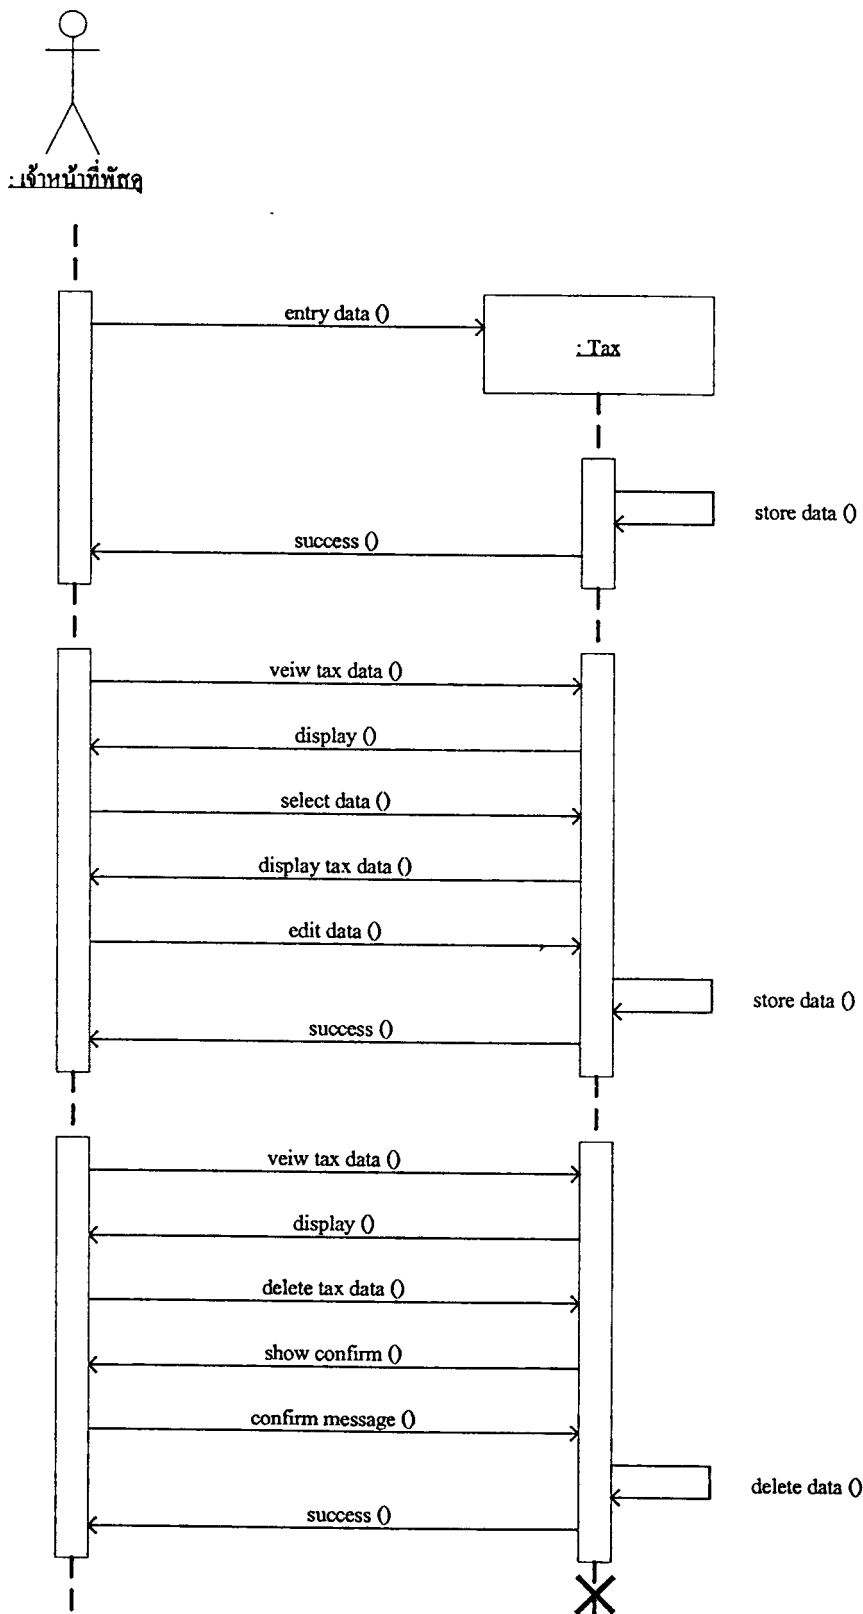 : เจ้าหน้าที่พัสดุ
entry data ()
: Tax
store data ()
success ()
veiw tax data ()
display ()
select data ()
display tax data ()
edit data ()
store data ()
success ()
veiw tax data ()
display ()
delete tax data ()
show confirm ()
confirm message ()
delete data ()
success ()